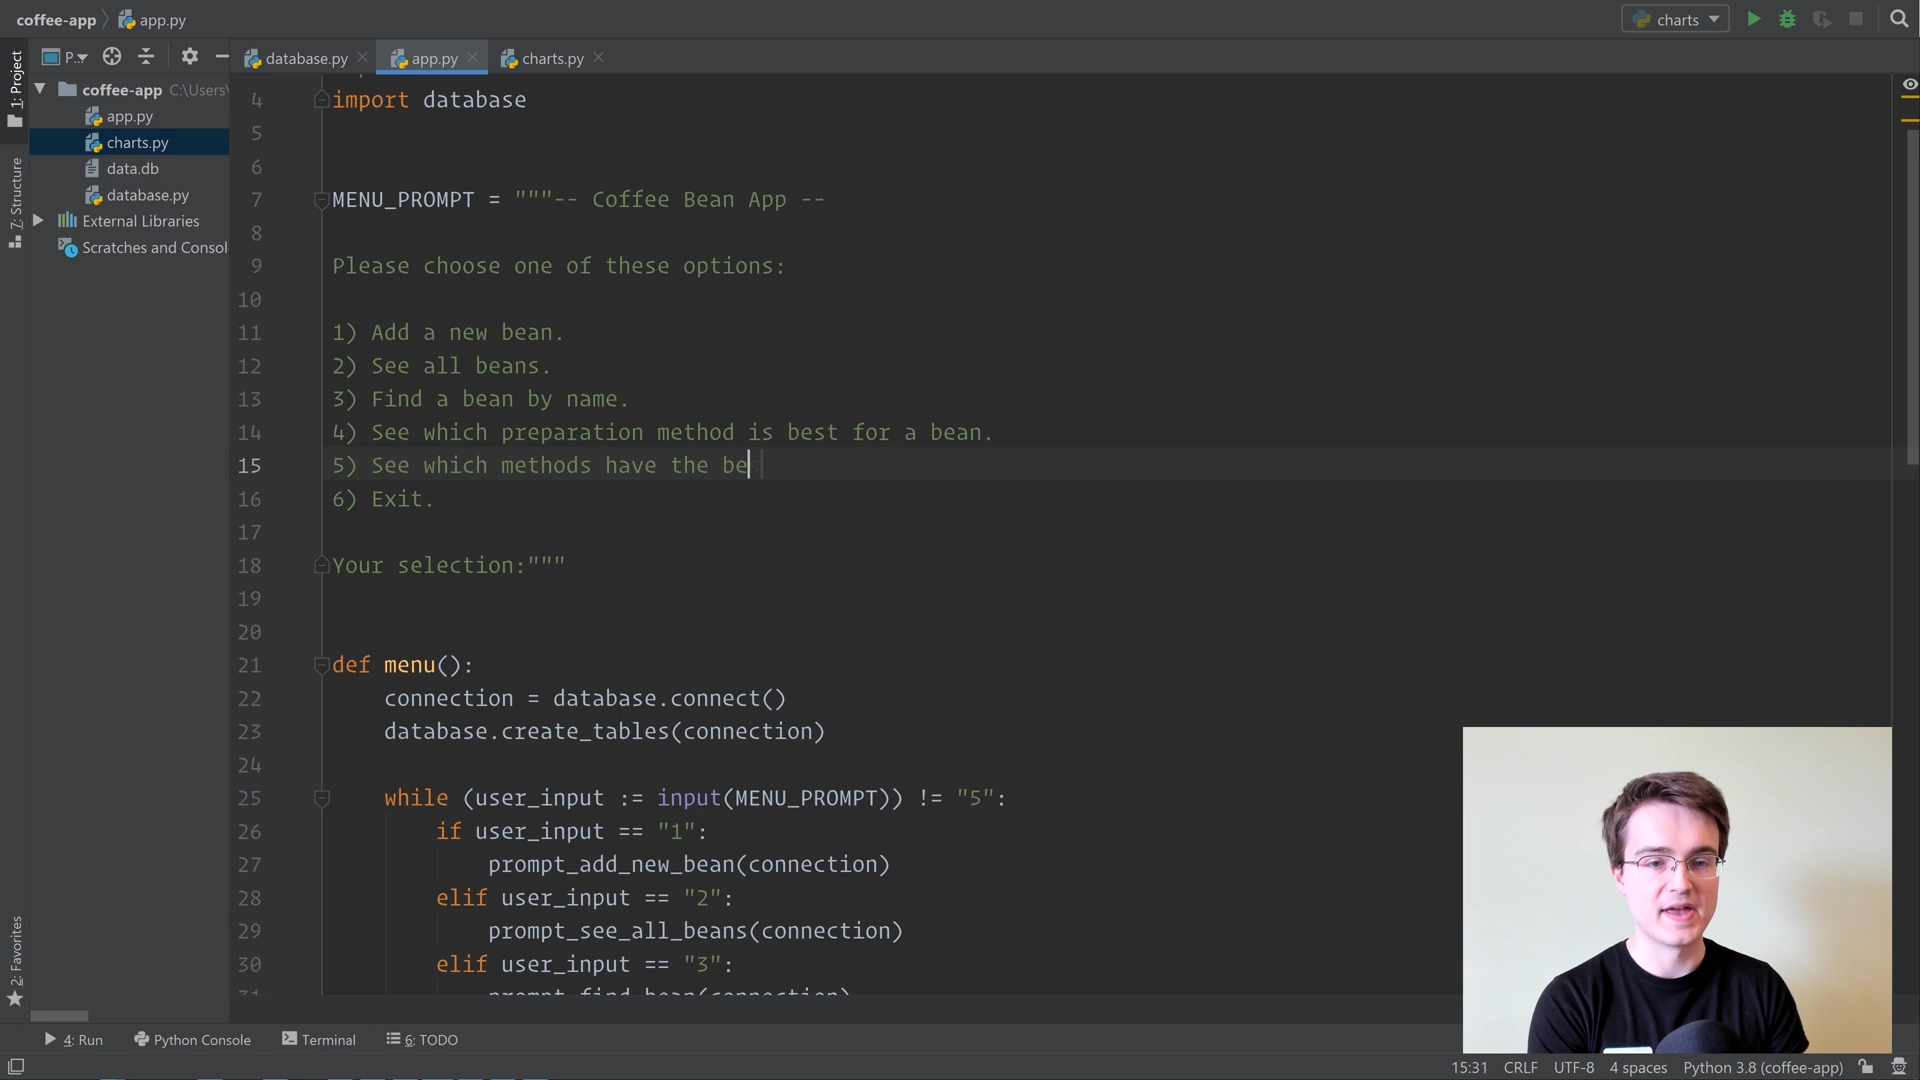 coffee-app app.py
charts
P..
database.py app.py charts.py
1: Project
7: Structure
2: Favorites
coffee-app C:\Users\
app.py
charts.py
data.db
database.py
External Libraries
Scratches and Consol
4 import database
5
6
7 MENU_PROMPT = """-- Coffee Bean App --
8
9 Please choose one of these options:
10
11 1) Add a new bean.
12 2) See all beans.
13 3) Find a bean by name.
14 4) See which preparation method is best for a bean.
15 5) See which methods have the be
16 6) Exit.
17
18 Your selection:"""
19
20
21 def menu():
22 connection = database.connect()
23 database.create_tables(connection)
24
25 while (user_input := input(MENU_PROMPT)) != "5":
26 if user_input == "1":
27 prompt_add_new_bean(connection)
28 elif user_input == "2":
29 prompt_see_all_beans(connection)
30 elif user_input == "3":
31 prompt_find_bean(connection)
4: Run Python Console Terminal 6: TODO
15:31 CRLF UTF-8 4 spaces Python 3.8 (coffee-app)